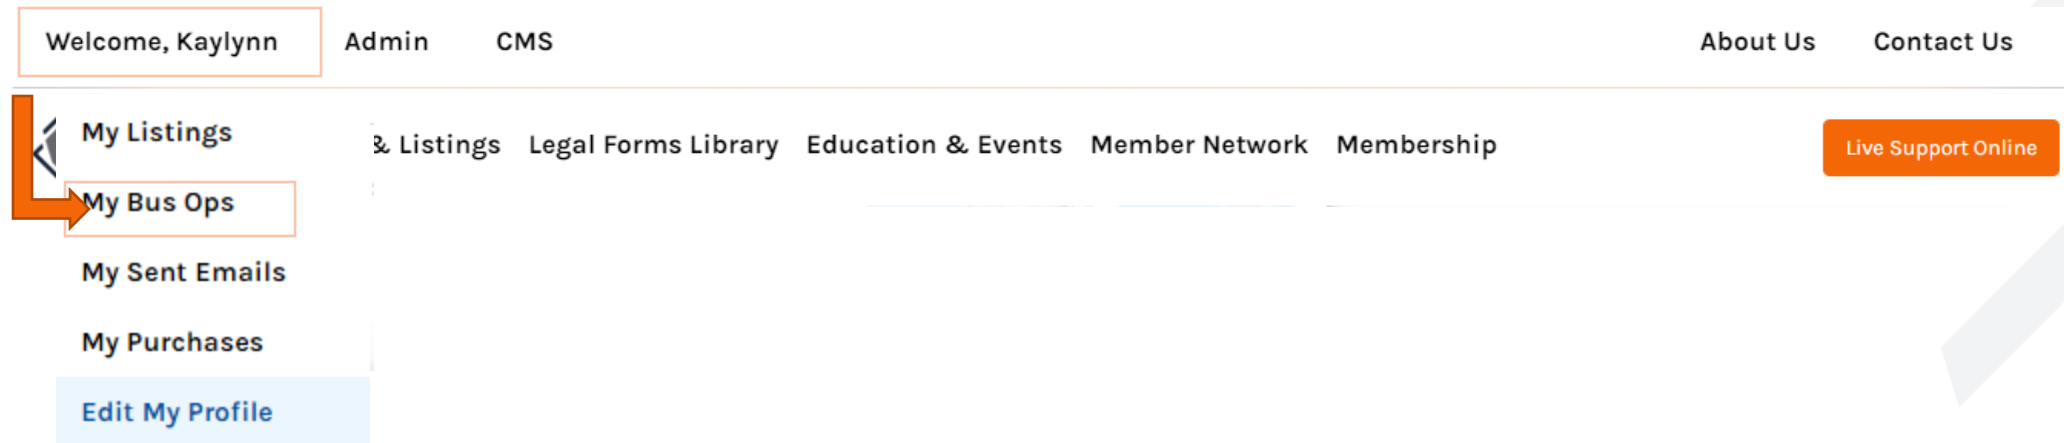 Welcome, Kaylynn Admin CMS About Us Contact Us
My Listings
& Listings Legal Forms Library Education & Events Member Network Membership Live Support Online
My Bus Ops
My Sent Emails
My Purchases
Edit My Profile